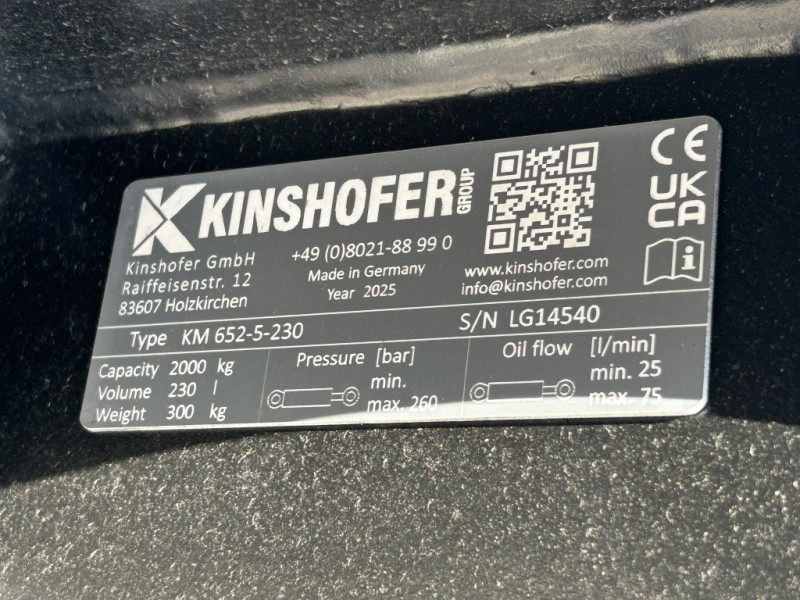 KINSHOFER GROUP
Kinshofer GmbH
Raiffeisenstr. 12
83607 Holzkirchen
+49 (0)8021-88 99 0
Made in Germany
Year 2025
www.kinshofer.com
info@kinshofer.com
CE
UK
CA
i
Type KM 652-5-230
S/N LG14540
Capacity 2000 kg
Volume 230 l
Weight 300 kg
Pressure [bar]
min.
max. 260
Oil flow [l/min]
min. 25
max. 75